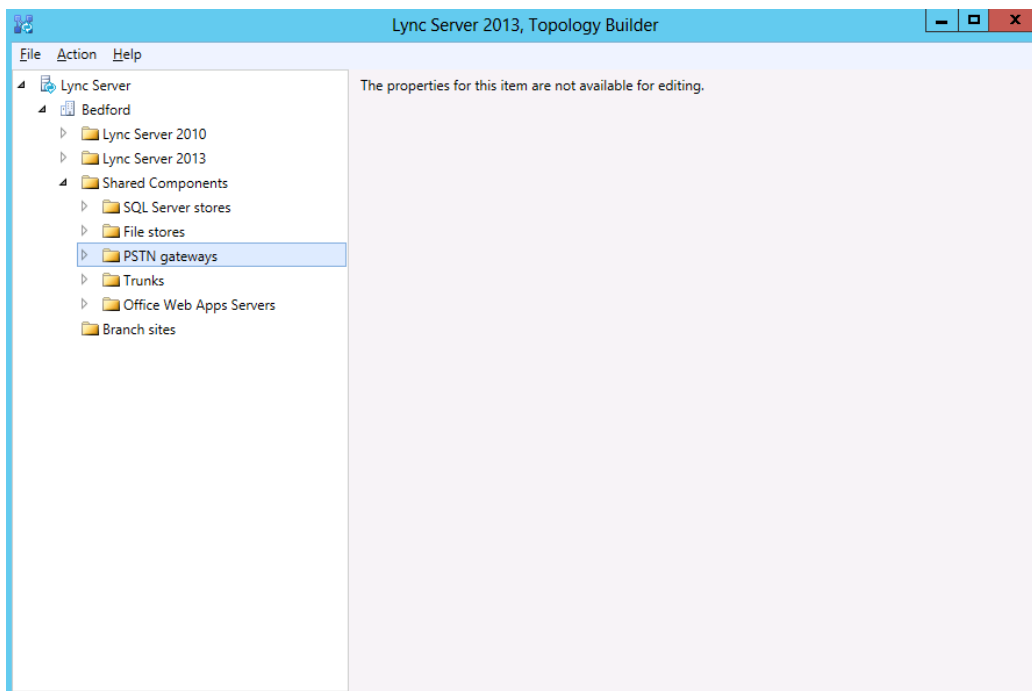 Lync Server 2013, Topology Builder
File Action Help
Lync Server
Bedford
Lync Server 2010
Lync Server 2013
Shared Components
SQL Server stores
File stores
PSTN gateways
Trunks
Office Web Apps Servers
Branch sites
The properties for this item are not available for editing.